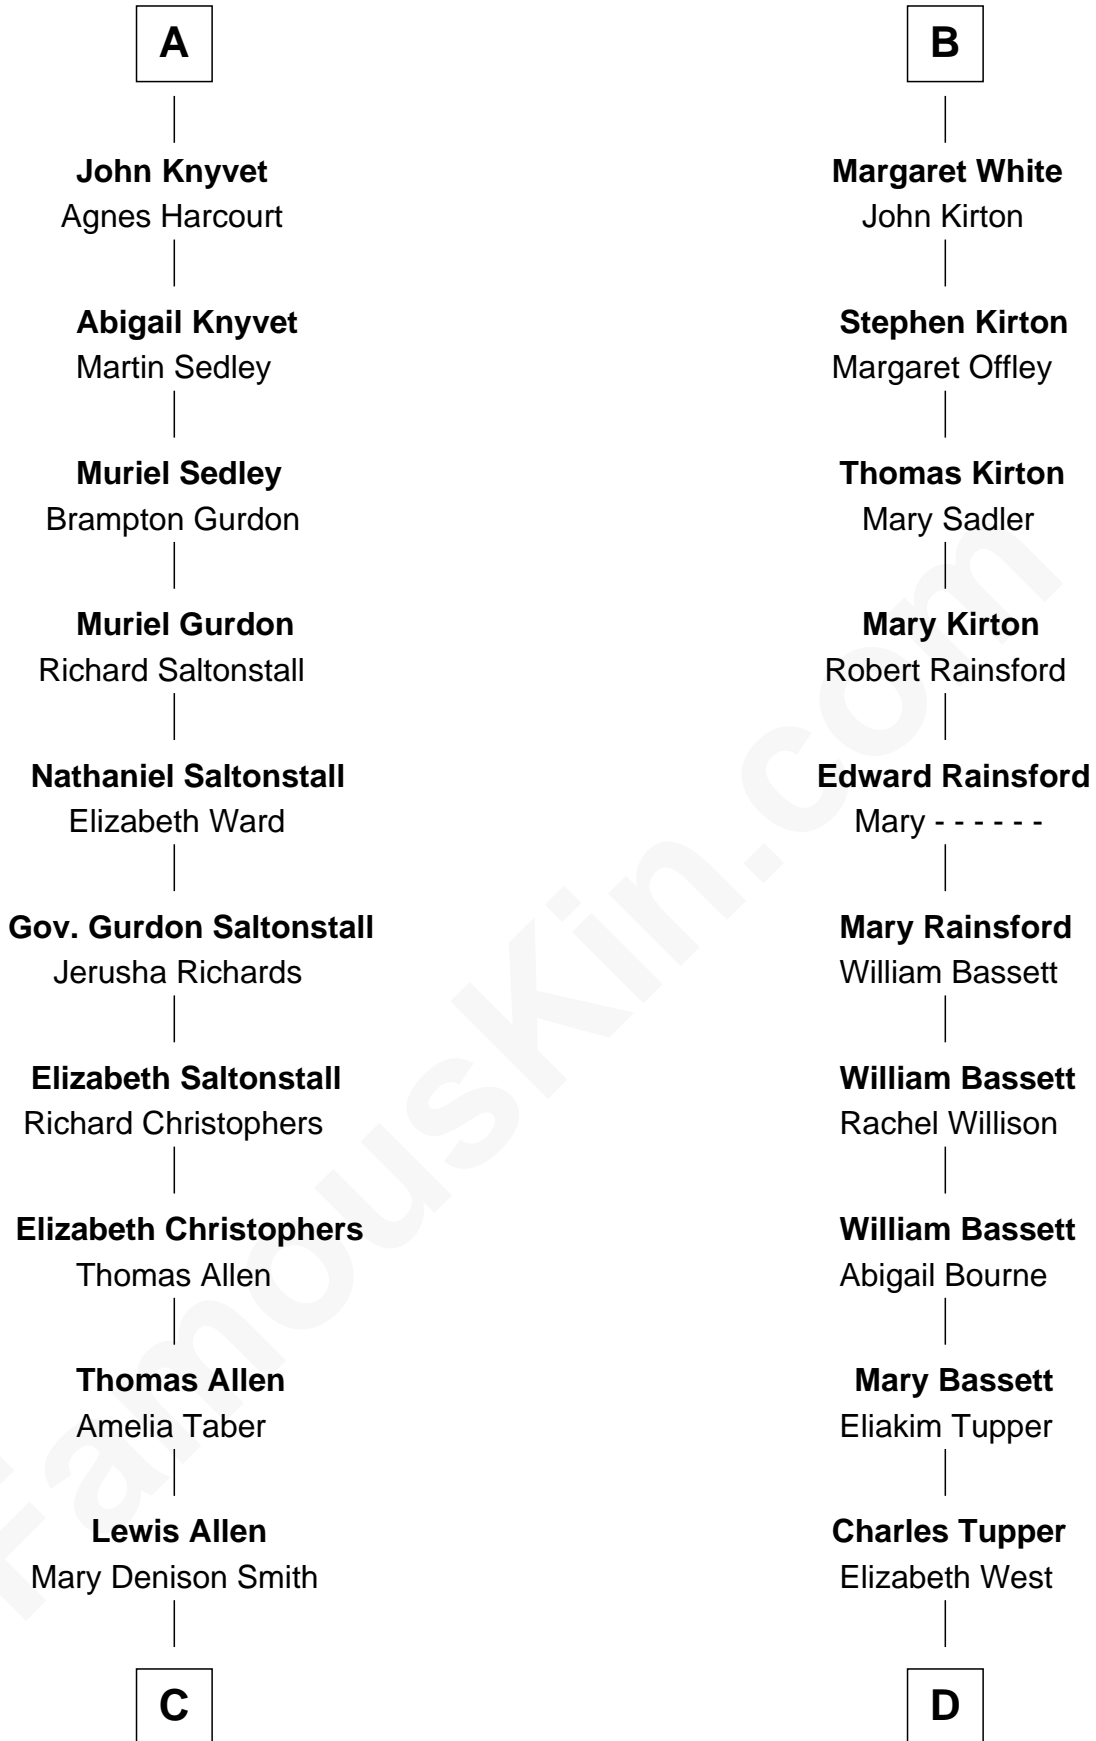 A
John Knyvet
Agnes Harcourt
Abigail Knyvet
Martin Sedley
Muriel Sedley
Brampton Gurdon
Muriel Gurdon
Richard Saltonstall
Nathaniel Saltonstall
Elizabeth Ward
Gov. Gurdon Saltonstall
Jerusha Richards
Elizabeth Saltonstall
Richard Christophers
Elizabeth Christophers
Thomas Allen
Thomas Allen
Amelia Taber
Lewis Allen
Mary Denison Smith
C
B
Margaret White
John Kirton
Stephen Kirton
Margaret Offley
Thomas Kirton
Mary Sadler
Mary Kirton
Robert Rainsford
Edward Rainsford
Mary - - - - - -
Mary Rainsford
William Bassett
William Bassett
Rachel Willison
William Bassett
Abigail Bourne
Mary Bassett
Eliakim Tupper
Charles Tupper
Elizabeth West
D
FamousKin.com